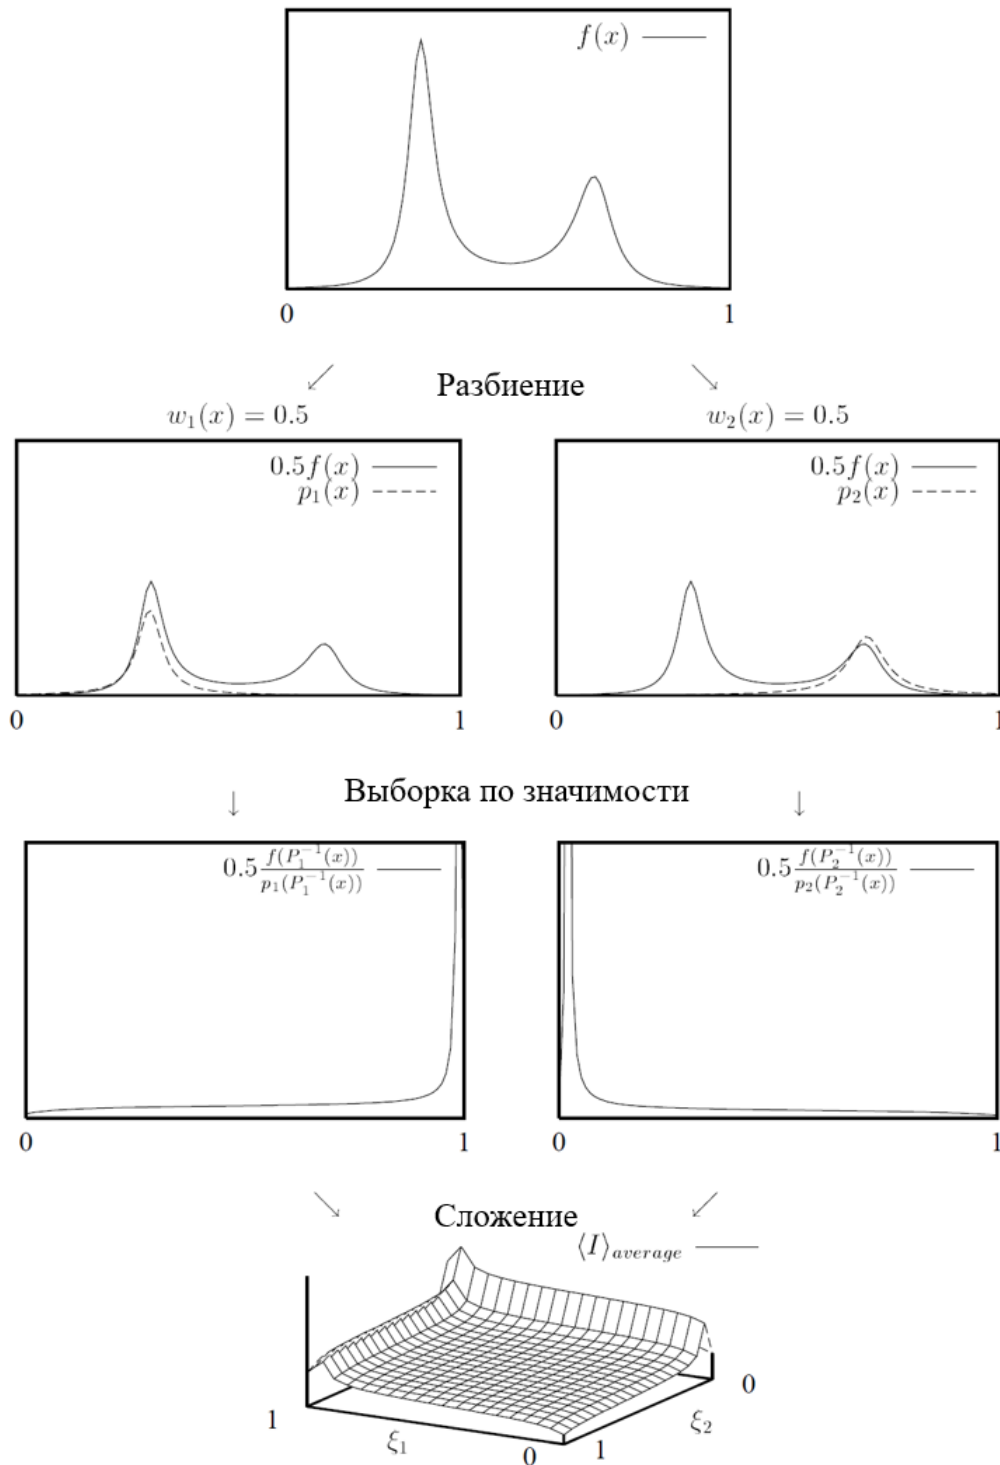 f(x)
0 1
Разбиение
w₁(x) = 0.5 w₂(x) = 0.5
0.5f(x) 0.5f(x)
p₁(x) p₂(x)
0 1 0 1
Выборка по значимости
0.5 f(P₁⁻¹(x))/p₁(P₁⁻¹(x)) 0.5 f(P₂⁻¹(x))/p₂(P₂⁻¹(x))
0 1 0 1
Сложение
⟨I⟩average
0
1 ξ₁ 0 1 ξ₂